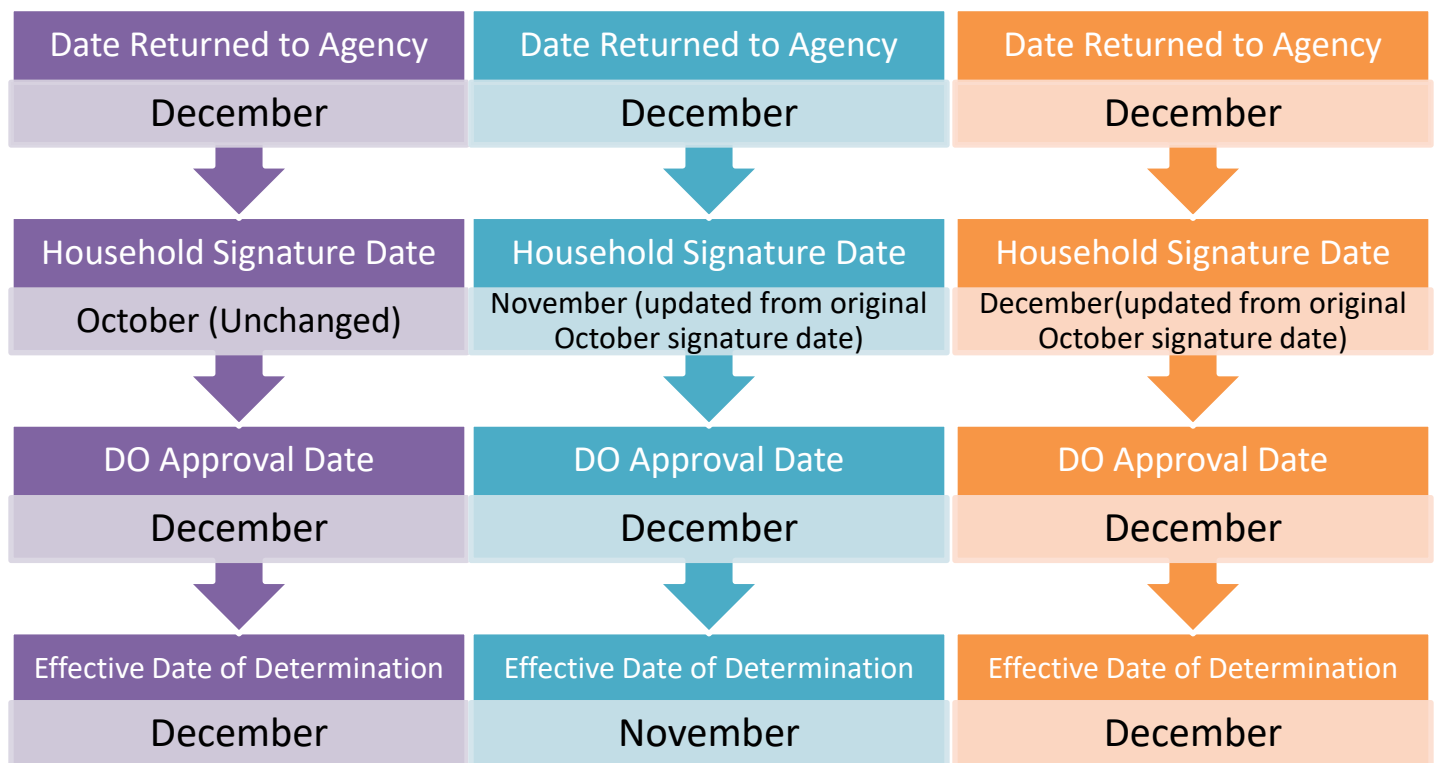 Date Returned to Agency
December
Household Signature Date
October (Unchanged)
DO Approval Date
December
Effective Date of Determination
December
Date Returned to Agency
December
Household Signature Date
November (updated from original
October signature date)
DO Approval Date
December
Effective Date of Determination
November
Date Returned to Agency
December
Household Signature Date
December(updated from original
October signature date)
DO Approval Date
December
Effective Date of Determination
December